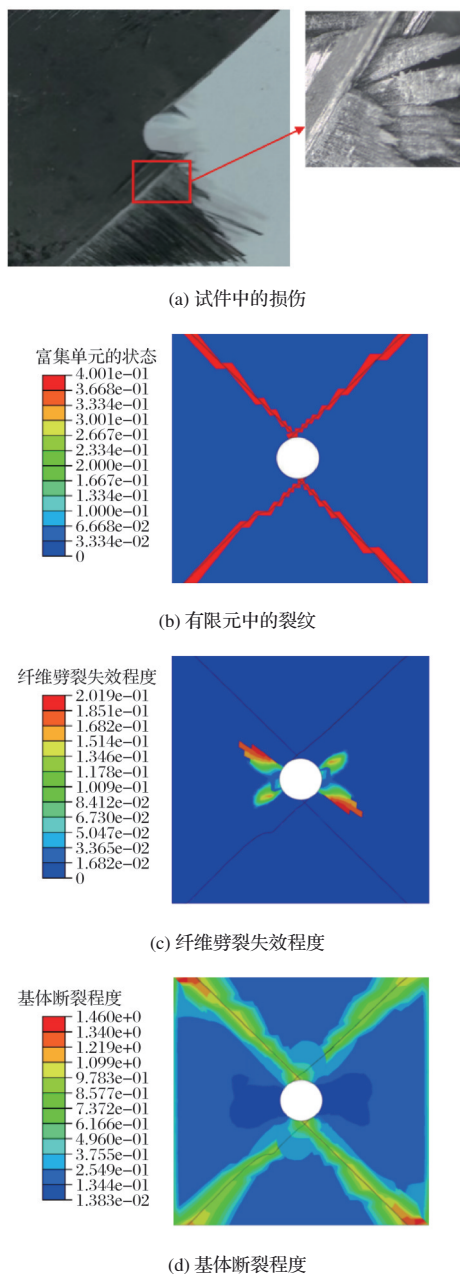 (a) 试件中的损伤
富集单元的状态
4.001e−01
3.668e−01
3.334e−01
3.001e−01
2.667e−01
2.334e−01
2.000e−01
1.667e−01
1.334e−01
1.000e−01
6.668e−02
3.334e−02
0
(b) 有限元中的裂纹
纤维劈裂失效程度
2.019e−01
1.851e−01
1.682e−01
1.514e−01
1.346e−01
1.178e−01
1.009e−01
8.412e−02
6.730e−02
5.047e−02
3.365e−02
1.682e−02
0
(c) 纤维劈裂失效程度
基体断裂程度
1.460e+0
1.340e+0
1.219e+0
1.099e+0
9.783e−01
8.577e−01
7.372e−01
6.166e−01
4.960e−01
3.755e−01
2.549e−01
1.344e−01
1.383e−02
(d) 基体断裂程度